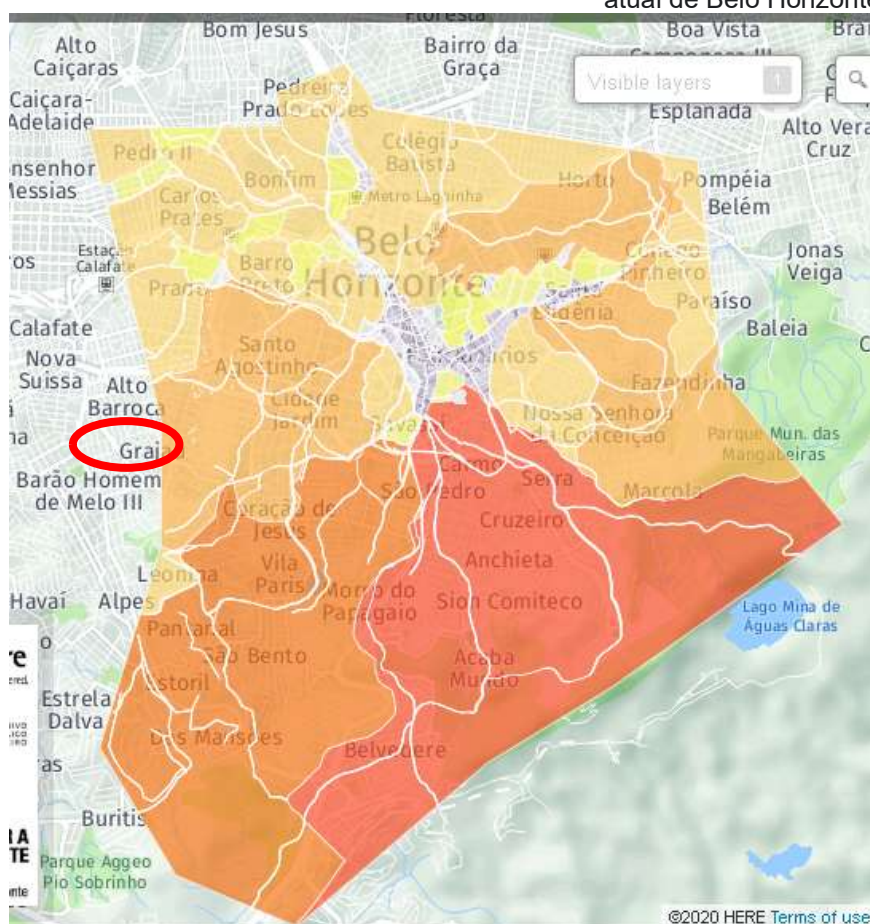 atual de Belo Horizonte
Floresta
Bom Jesus
Boa Vista
Alto
Caiçaras
Bairro da
Graça
Visible layers
1
Pedreira
Prado Lopes
Esplanada
Caiçara-
Adelaide
Alto Vera
Cruz
Pedro II
Colégio
Batista
Bonfim
Horto
Pompéia
Carlos
Prates
Metro Lagoinha
Belém
Belo
Horizonte
Estação
Calafate
Barro
Preto
Prado
Cônego
Pinheiro
Jonas
Veiga
Santa
Efigênia
Paraíso
Calafate
Baleia
Nova
Suissa
Santo
Agostinho
Funcionários
Alto
Barroca
Cidade
Jardim
Fazendinha
Savassi
Nossa Senhora
da Conceição
Parque Mun. das
Mangabeiras
Graja
Carmo
Barão Homem
de Melo III
São Pedro
Serra
Marçola
Coração de
Jesus
Cruzeiro
Vila
Paris
Anchieta
Leonina
Havaí
Alpes
Morro do
Papagaio
Sion Comiteco
Lago Mina de
Águas Claras
Pantanal
São Bento
Acaba
Mundo
Estoril
Estrela
Dalva
Das Mansões
Belvedere
Buritis
Parque Aggeo
Pio Sobrinho
©2020 HERE Terms of use